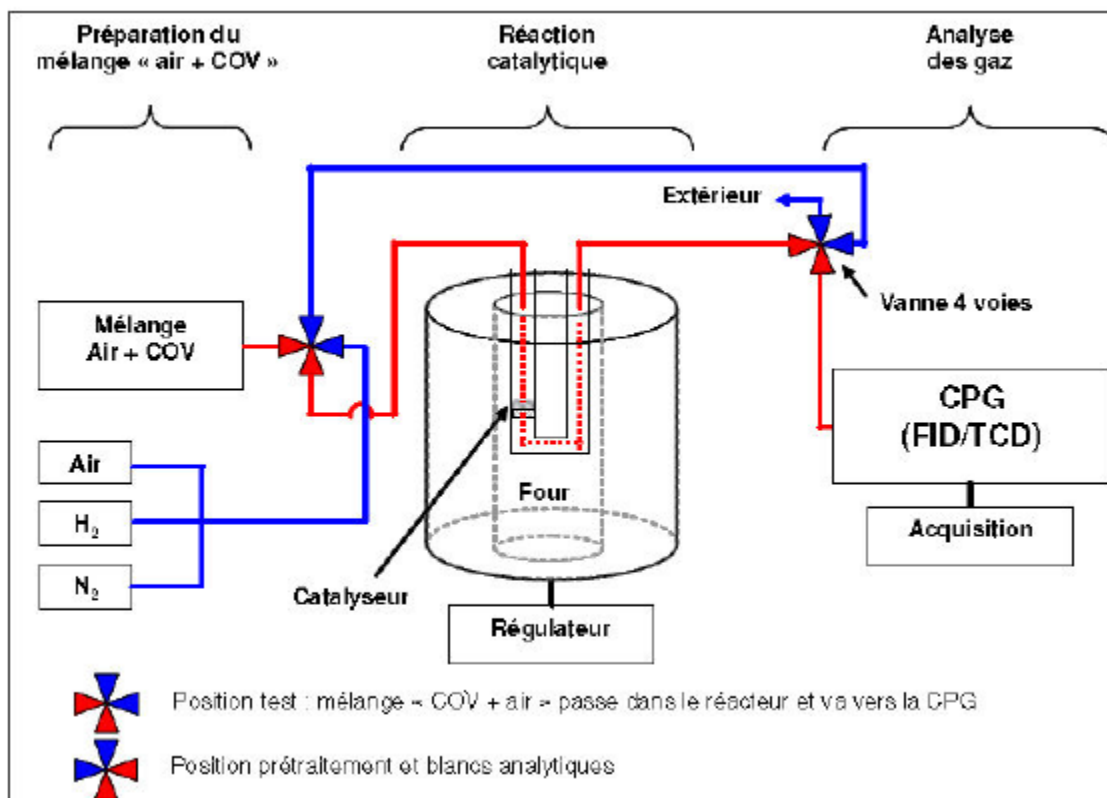 Préparation du
mélange « air + COV »
Réaction
catalytique
Analyse
des gaz
Extérieur
Vanne 4 voies
Mélange
Air + COV
CPG
(FID/TCD)
Air
H₂
Four
Acquisition
N₂
Catalyseur
Régulateur
Position test : mélange « COV + air » passe dans le réacteur et va vers la CPG
Position prétraitement et blancs analytiques